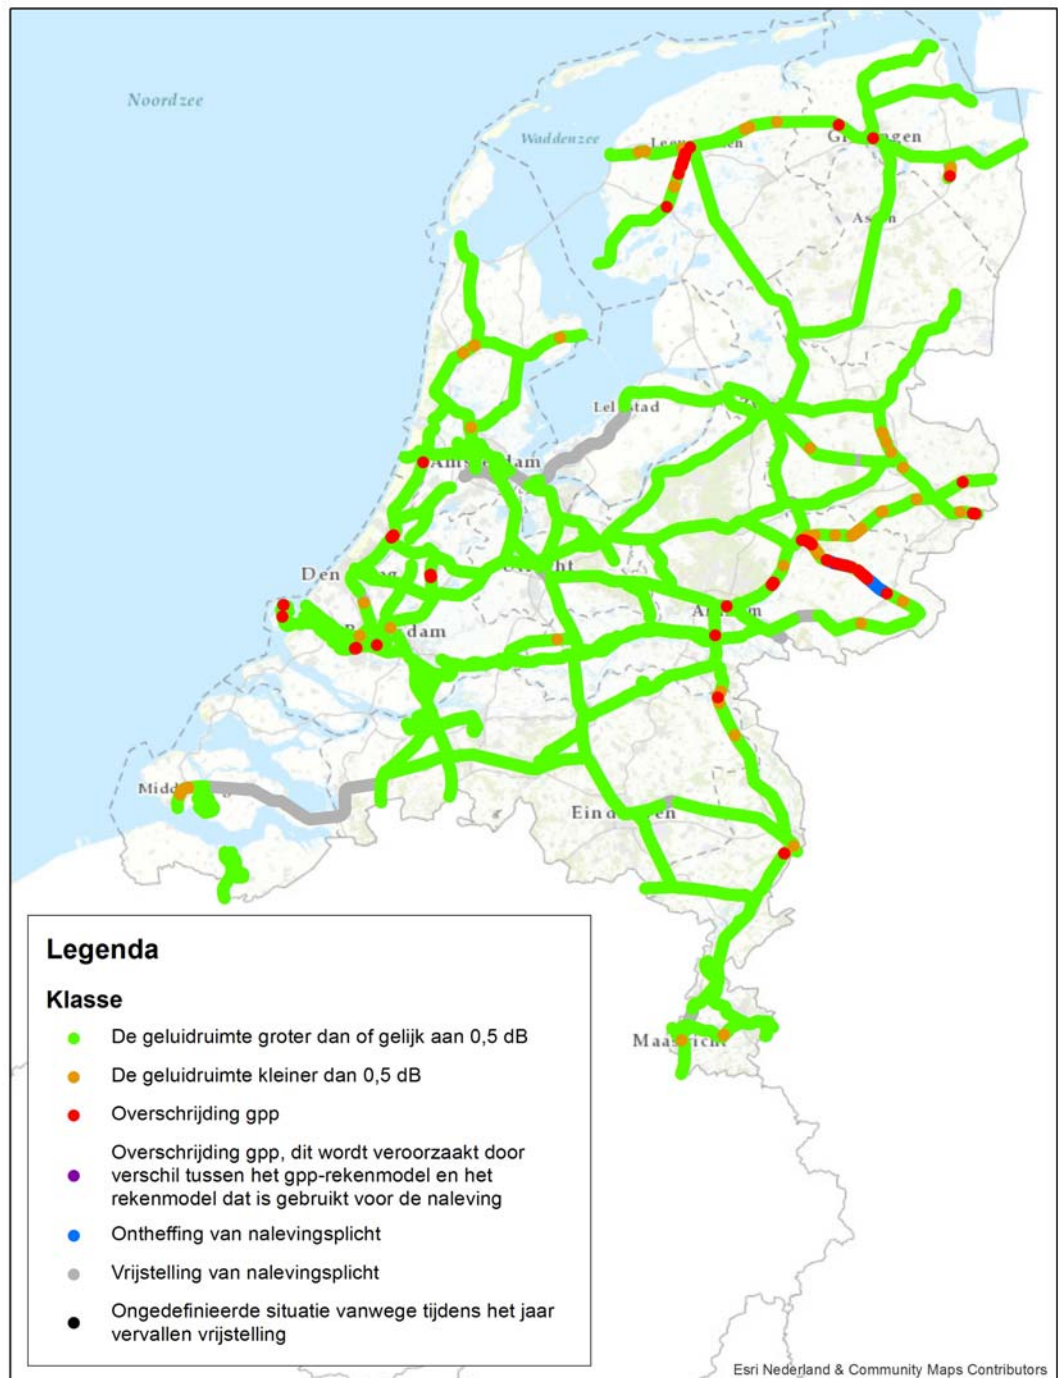 Noordzee
Waddenzee
Lelystad
Amsterdam
Legenda
Klasse
De geluidruimte groter dan of gelijk aan 0,5 dB
De geluidruimte kleiner dan 0,5 dB
Overschrijding gpp
Overschrijding gpp, dit wordt veroorzaakt door
verschil tussen het gpp-rekenmodel en het
rekenmodel dat is gebruikt voor de naleving
Ontheffing van nalevingsplicht
Vrijstelling van nalevingsplicht
Ongedefinieerde situatie vanwege tijdens het jaar
vervallen vrijstelling
Esri Nederland & Community Maps Contributors